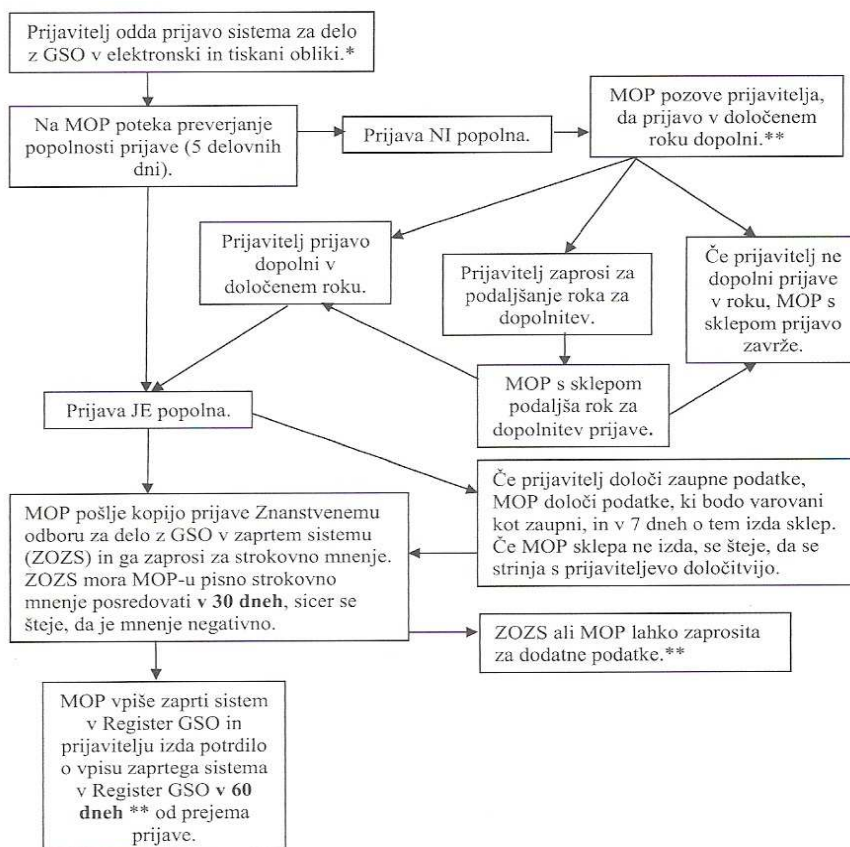 Prijavitelj odda prijavo sistema za delo
z GSO v elektronski in tiskani obliki.*
Na MOP poteka preverjanje
popolnosti prijave (5 delovnih
dni).
Prijava NI popolna.
MOP pozove prijavitelja,
da prijavo v določenem
roku dopolni.**
Prijavitelj prijavo
dopolni v
določenem roku.
Prijavitelj zaprosi za
podaljšanje roka za
dopolnitev.
Če prijavitelj ne
dopolni prijave
v roku, MOP s
sklepom prijavo
zavrže.
MOP s sklepom
podaljša rok za
dopolnitev prijave.
Prijava JE popolna.
Če prijavitelj določi zaupne podatke,
MOP določi podatke, ki bodo varovani
kot zaupni, in v 7 dneh o tem izda sklep.
Če MOP sklepa ne izda, se šteje, da se
strinja s prijaviteljevo določitvijo.
MOP pošlje kopijo prijave Znanstvenemu
odboru za delo z GSO v zaprtem sistemu
(ZOZS) in ga zaprosi za strokovno mnenje.
ZOZS mora MOP-u pisno strokovno
mnenje posredovati v 30 dneh, sicer se
šteje, da je mnenje negativno.
ZOZS ali MOP lahko zaprosita
za dodatne podatke.**
MOP vpiše zaprti sistem
v Register GSO in
prijavitelju izda potrdilo
o vpisu zaprtega sistema
v Register GSO v 60
dneh ** od prejema
prijave.